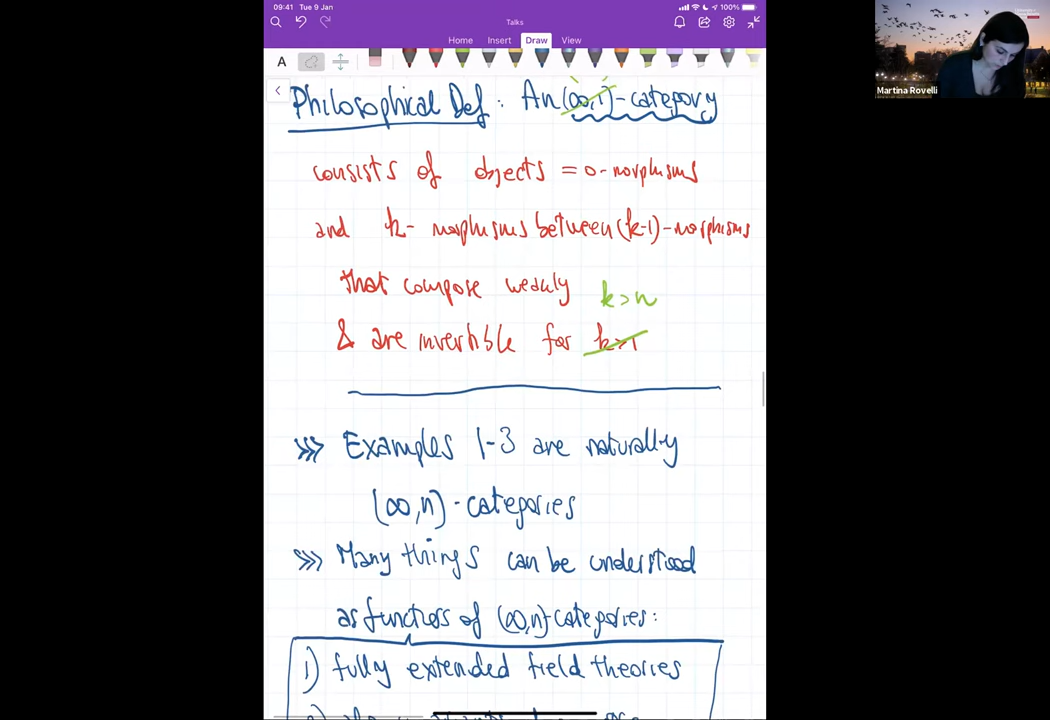 09:41 Tue 9 Jan
100%
Talks
Home Insert Draw View
A
Martina Rovelli
Philosophical Def: An (∞,1)-category
consists of objects = 0-morphisms
and k-morphisms between (k-1)-morphisms
that compose weakly k>n
& are invertible for k>1
>>> Examples 1-3 are naturally
(∞,n)-categories
>>> Many things can be understood
as functors of (∞,n)-categories:
1) fully extended field theories